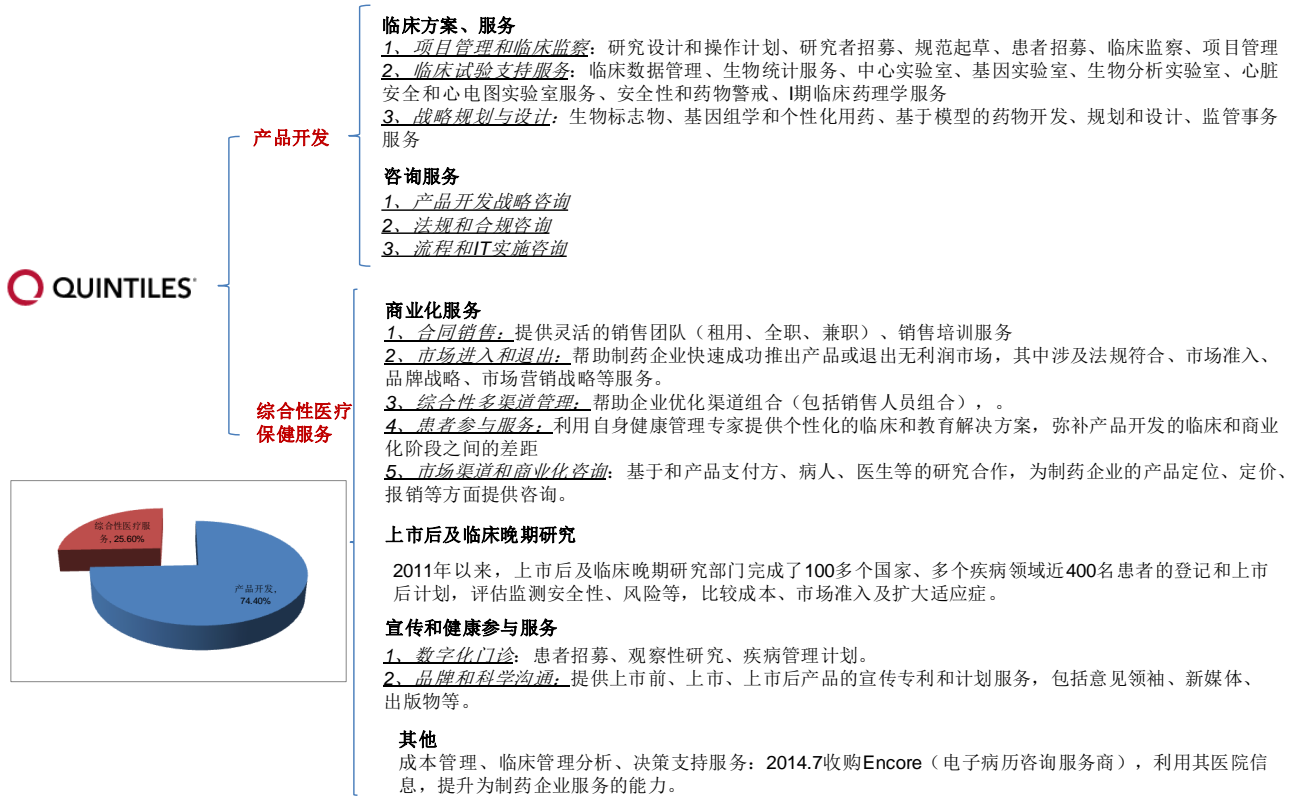 临床方案、服务
1、项目管理和临床监察：研究设计和操作计划、研究者招募、规范起草、患者招募、临床监察、项目管理
2、临床试验支持服务：临床数据管理、生物统计服务、中心实验室、基因实验室、生物分析实验室、心脏
安全和心电图实验室服务、安全性和药物警戒、I期临床药理学服务
3、战略规划与设计：生物标志物、基因组学和个性化用药、基于模型的药物开发、规划和设计、监管事务
服务
产品开发
咨询服务
1、产品开发战略咨询
2、法规和合规咨询
3、流程和IT实施咨询
QUINTILES
商业化服务
1、合同销售：提供灵活的销售团队（租用、全职、兼职）、销售培训服务
2、市场进入和退出：帮助制药企业快速成功推出产品或退出无利润市场，其中涉及法规符合、市场准入、
品牌战略、市场营销战略等服务。
3、综合性多渠道管理：帮助企业优化渠道组合（包括销售人员组合），。
4、患者参与服务：利用自身健康管理专家提供个性化的临床和教育解决方案，弥补产品开发的临床和商业
化阶段之间的差距
5、市场渠道和商业化咨询：基于和产品支付方、病人、医生等的研究合作，为制药企业的产品定位、定价、
报销等方面提供咨询。
综合性医疗
保健服务
综合性医疗服
务, 25.60%
产品开发,
74.40%
上市后及临床晚期研究
2011年以来，上市后及临床晚期研究部门完成了100多个国家、多个疾病领域近400名患者的登记和上市
后计划，评估监测安全性、风险等，比较成本、市场准入及扩大适应症。
宣传和健康参与服务
1、数字化门诊：患者招募、观察性研究、疾病管理计划。
2、品牌和科学沟通：提供上市前、上市、上市后产品的宣传专利和计划服务，包括意见领袖、新媒体、
出版物等。
其他
成本管理、临床管理分析、决策支持服务：2014.7收购Encore（电子病历咨询服务商），利用其医院信
息，提升为制药企业服务的能力。